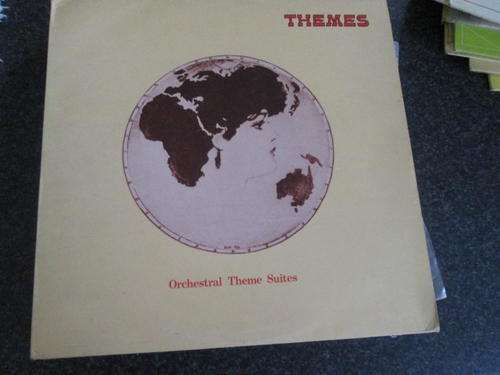 THEMES
Orchestral Theme Suites